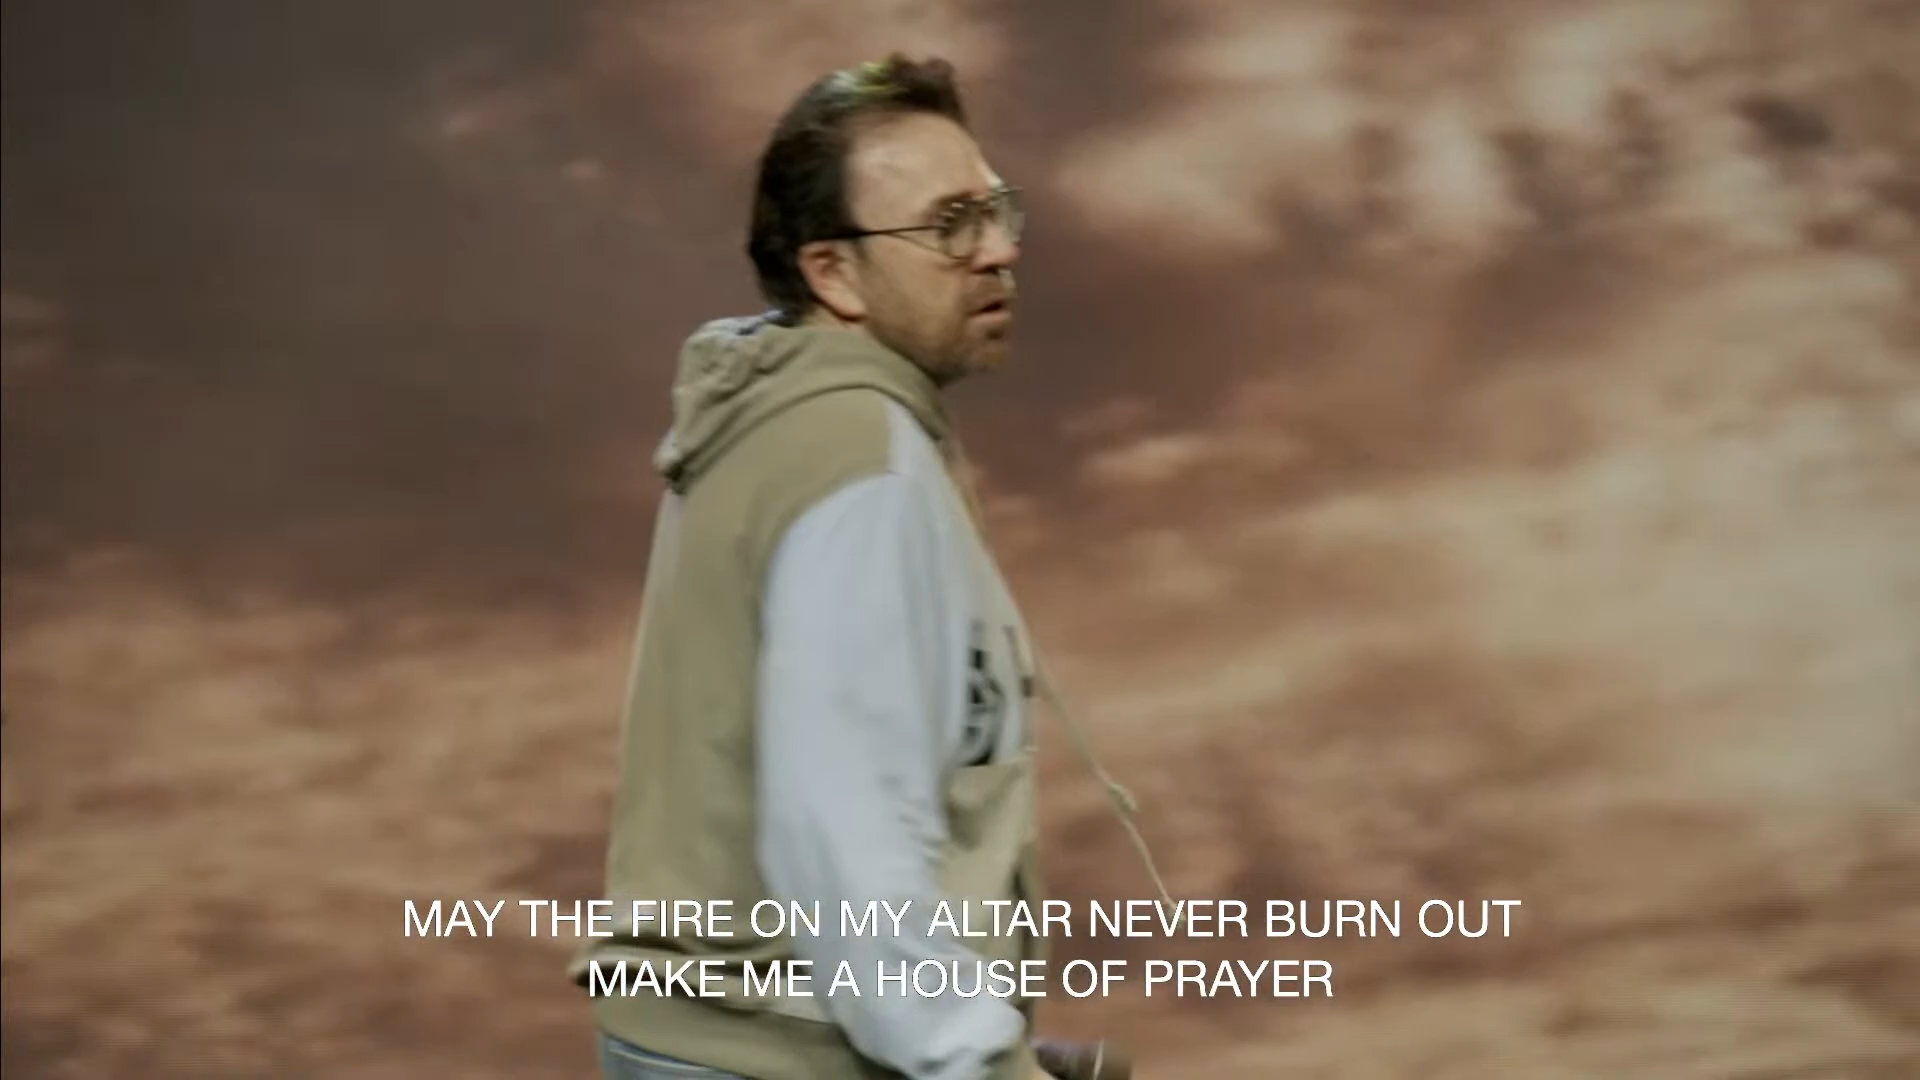 MAY THE FIRE ON MY ALTAR NEVER BURN OUT
MAKE ME A HOUSE OF PRAYER